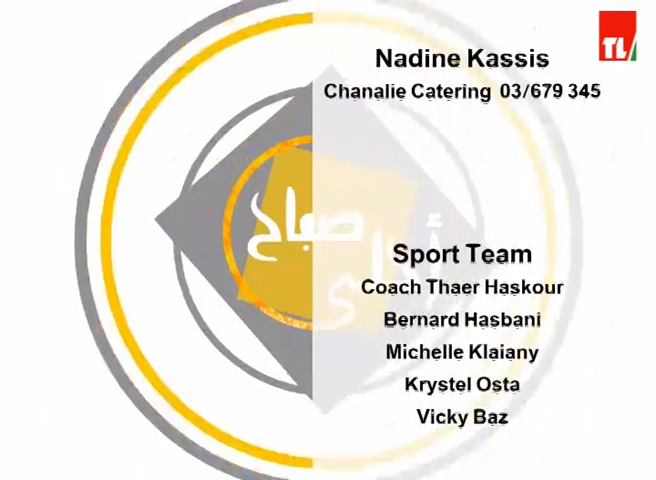 TL/
Nadine Kassis
Chanalie Catering 03/679 345
صباح
Sport Team
Coach Thaer Haskour
Bernard Hasbani
Michelle Klaiany
Krystel Osta
Vicky Baz